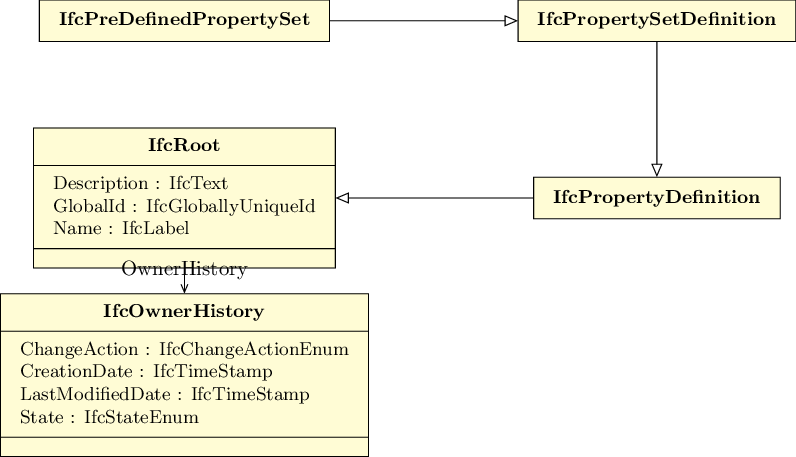 IfcPreDefinedPropertySet
IfcPropertySetDefinition
IfcRoot
Description : IfcText
GlobalId : IfcGloballyUniqueId
Name : IfcLabel
IfcPropertyDefinition
OwnerHistory
IfcOwnerHistory
ChangeAction : IfcChangeActionEnum
CreationDate : IfcTimeStamp
LastModifiedDate : IfcTimeStamp
State : IfcStateEnum